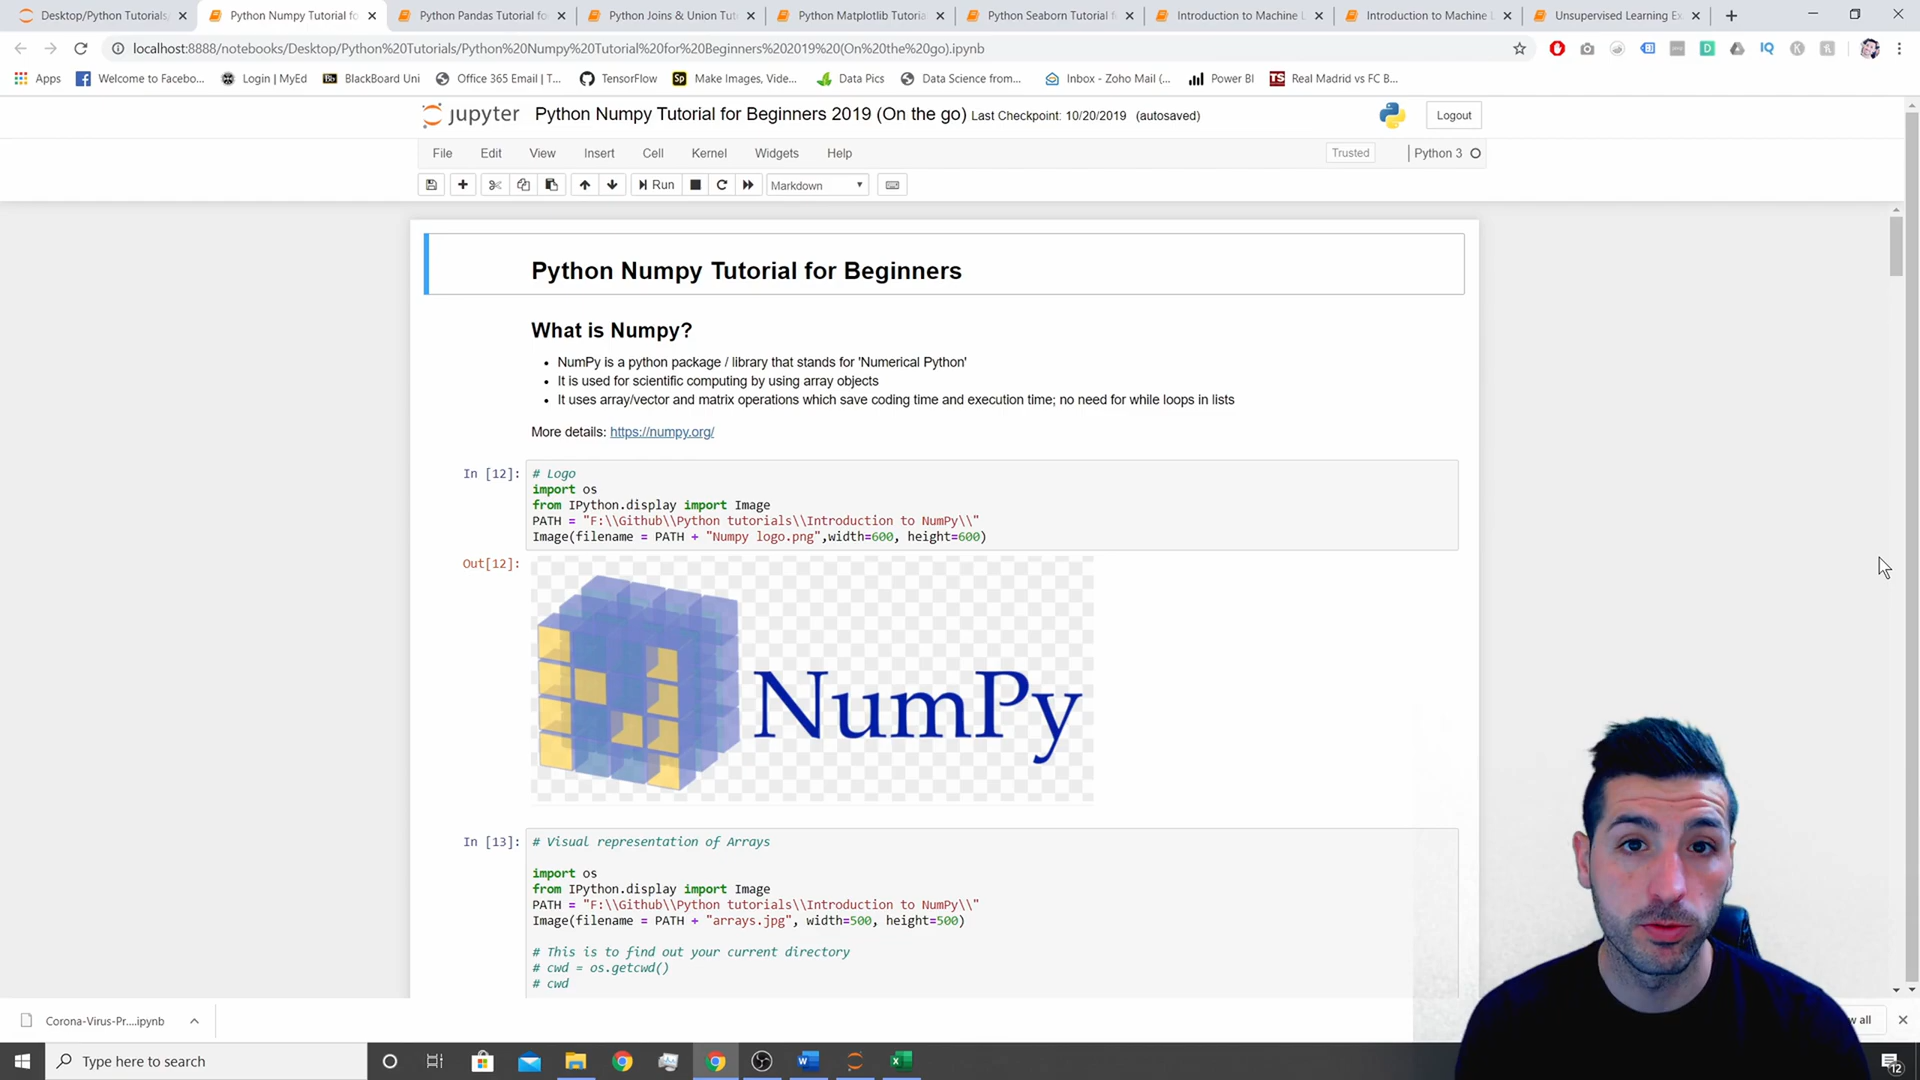 Desktop/Python Tutorials/
Python Numpy Tutorial fo
Python Pandas Tutorial fo
Python Joins & Union Tut
Python Matplotlib Tutoria
Python Seaborn Tutorial f
Introduction to Machine L
Introduction to Machine L
Unsupervised Learning Ex
localhost:8888/notebooks/Desktop/Python%20Tutorials/Python%20Numpy%20Tutorial%20for%20Beginners%202019%20(On%20the%20go).ipynb
Apps
Welcome to Facebo...
Login | MyEd
BlackBoard Uni
Office 365 Email | T...
TensorFlow
Make Images, Vide...
Data Pics
Data Science from...
Inbox - Zoho Mail (...
Power BI
Real Madrid vs FC B...
jupyter Python Numpy Tutorial for Beginners 2019 (On the go) Last Checkpoint: 10/20/2019 (autosaved)
Logout
File Edit View Insert Cell Kernel Widgets Help
Trusted
Python 3
Run
Markdown
Python Numpy Tutorial for Beginners
What is Numpy?
• NumPy is a python package / library that stands for 'Numerical Python'
• It is used for scientific computing by using array objects
• It uses array/vector and matrix operations which save coding time and execution time; no need for while loops in lists
More details: https://numpy.org/
In [12]:
# Logo
import os
from IPython.display import Image
PATH = "F:\\Github\\Python tutorials\\Introduction to NumPy\\"
Image(filename = PATH + "Numpy logo.png",width=600, height=600)
Out[12]:
NumPy
In [13]:
# Visual representation of Arrays
import os
from IPython.display import Image
PATH = "F:\\Github\\Python tutorials\\Introduction to NumPy\\"
Image(filename = PATH + "arrays.jpg", width=500, height=500)
# This is to find out your current directory
# cwd = os.getcwd()
# cwd
Corona-Virus-Pr....ipynb
all
Type here to search
12